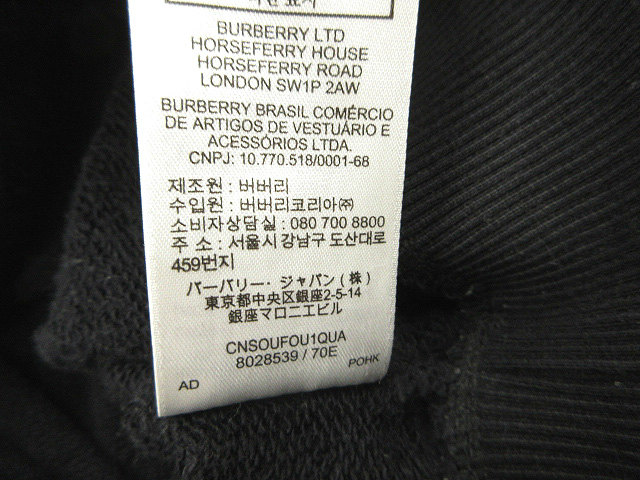 BURBERRY LTD
HORSEFERRY HOUSE
HORSEFERRY ROAD
LONDON SW1P 2AW
BURBERRY BRASIL COMÉRCIO
DE ARTIGOS DE VESTUÁRIO E
ACESSÓRIOS LTDA.
CNPJ: 10.770.518/0001-68
제조원 : 버버리
수입원 : 버버리코리아㈜
소비자상담실 : 080 700 8800
주 소 : 서울시 강남구 도산대로
459번지
バーバリー・ジャパン（株）
東京都中央区銀座2-5-14
銀座マロニエビル
CNSOUFOU1QUA
8028539 / 70E
AD
POHK